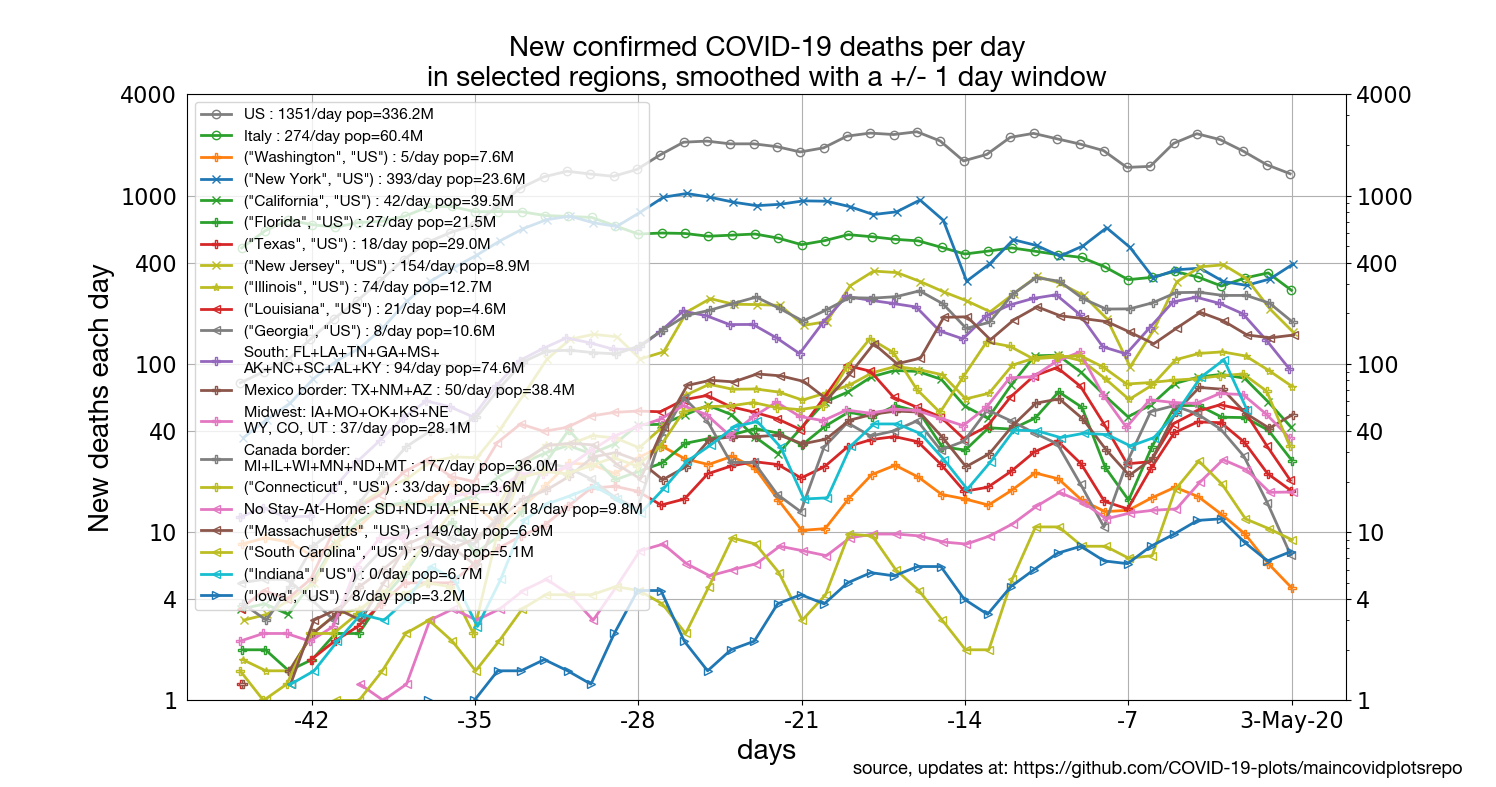 New confirmed COVID-19 deaths per day
in selected regions, smoothed with a +/- 1 day window
4000
1000
400
100
40
10
4
1
New deaths each day
US : 1351/day pop=336.2M
Italy : 274/day pop=60.4M
("Washington", "US") : 5/day pop=7.6M
("New York", "US") : 393/day pop=23.6M
("California", "US") : 42/day pop=39.5M
("Florida", "US") : 27/day pop=21.5M
("Texas", "US") : 18/day pop=29.0M
("New Jersey", "US") : 154/day pop=8.9M
("Illinois", "US") : 74/day pop=12.7M
("Louisiana", "US") : 21/day pop=4.6M
("Georgia", "US") : 8/day pop=10.6M
South: FL+LA+TN+GA+MS+
AK+NC+SC+AL+KY : 94/day pop=74.6M
Mexico border: TX+NM+AZ : 50/day pop=38.4M
Midwest: IA+MO+OK+KS+NE
WY, CO, UT : 37/day pop=28.1M
Canada border:
MI+IL+WI+MN+ND+MT : 177/day pop=36.0M
("Connecticut", "US") : 33/day pop=3.6M
No Stay-At-Home: SD+ND+IA+NE+AK : 18/day pop=9.8M
("Massachusetts", "US") : 149/day pop=6.9M
("South Carolina", "US") : 9/day pop=5.1M
("Indiana", "US") : 0/day pop=6.7M
("Iowa", "US") : 8/day pop=3.2M
4000
1000
400
100
40
10
4
1
-42 -35 -28 -21 -14 -7 3-May-20
days
source, updates at: https://github.com/COVID-19-plots/maincovidplotsrepo